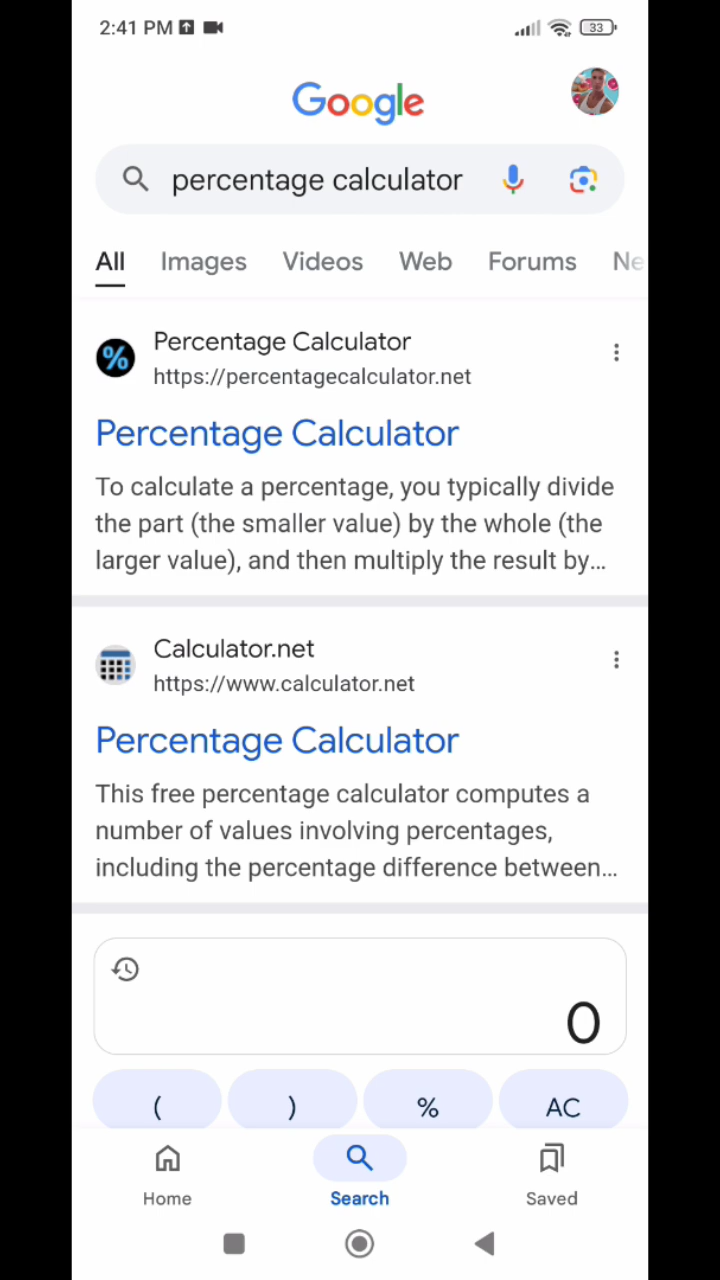 2:41 PM
33
Google
percentage calculator
All Images Videos Web Forums Ne
%
Percentage Calculator
https://percentagecalculator.net
Percentage Calculator
To calculate a percentage, you typically divide
the part (the smaller value) by the whole (the
larger value), and then multiply the result by...
Calculator.net
https://www.calculator.net
Percentage Calculator
This free percentage calculator computes a
number of values involving percentages,
including the percentage difference between...
0
( ) % AC
Home Search Saved